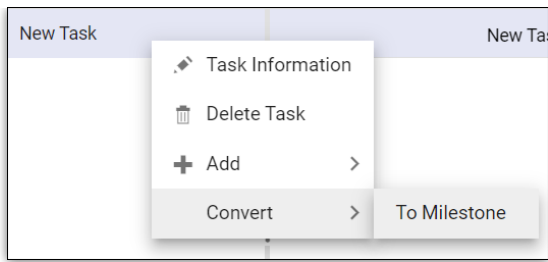 New Task
New Tas
Task Information
Delete Task
Add
Convert
To Milestone